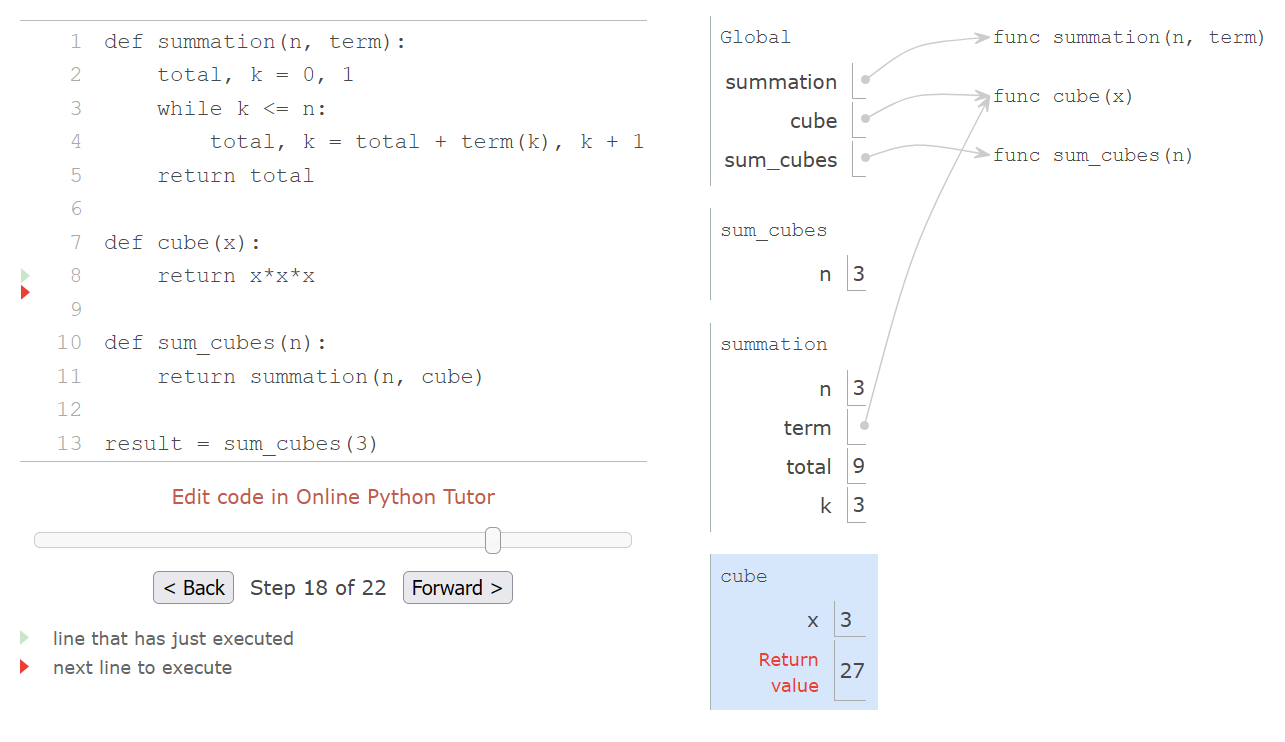 1 def summation(n, term):
2     total, k = 0, 1
3     while k <= n:
4         total, k = total + term(k), k + 1
5     return total
6
7 def cube(x):
8     return x*x*x
9
10 def sum_cubes(n):
11     return summation(n, cube)
12
13 result = sum_cubes(3)
Edit code in Online Python Tutor
< Back Step 18 of 22 Forward >
line that has just executed
next line to execute
Global
summation
cube
sum_cubes
func summation(n, term)
func cube(x)
func sum_cubes(n)
sum_cubes
n 3
summation
n 3
term
total 9
k 3
cube
x 3
Return
value 27